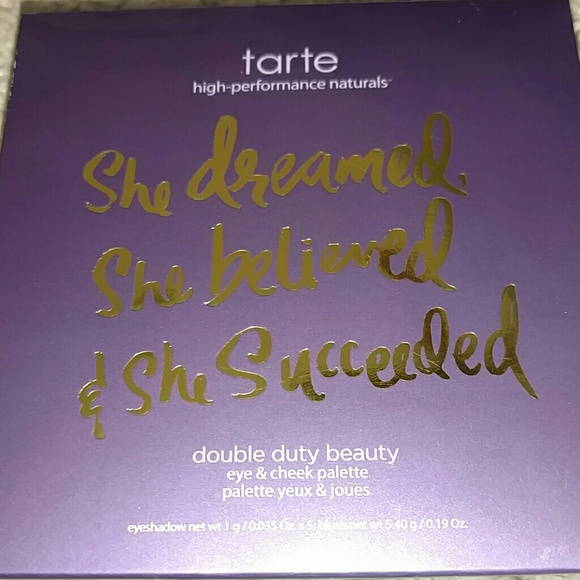 tarte
high-performance naturals™
She dreamed,
She believed
& She Succeeded
double duty beauty
eye & cheek palette
palette yeux & joues
eyeshadow net wt 1 g / 0.035 Oz. x 5; blush net wt 5.40 g / 0.19 Oz.